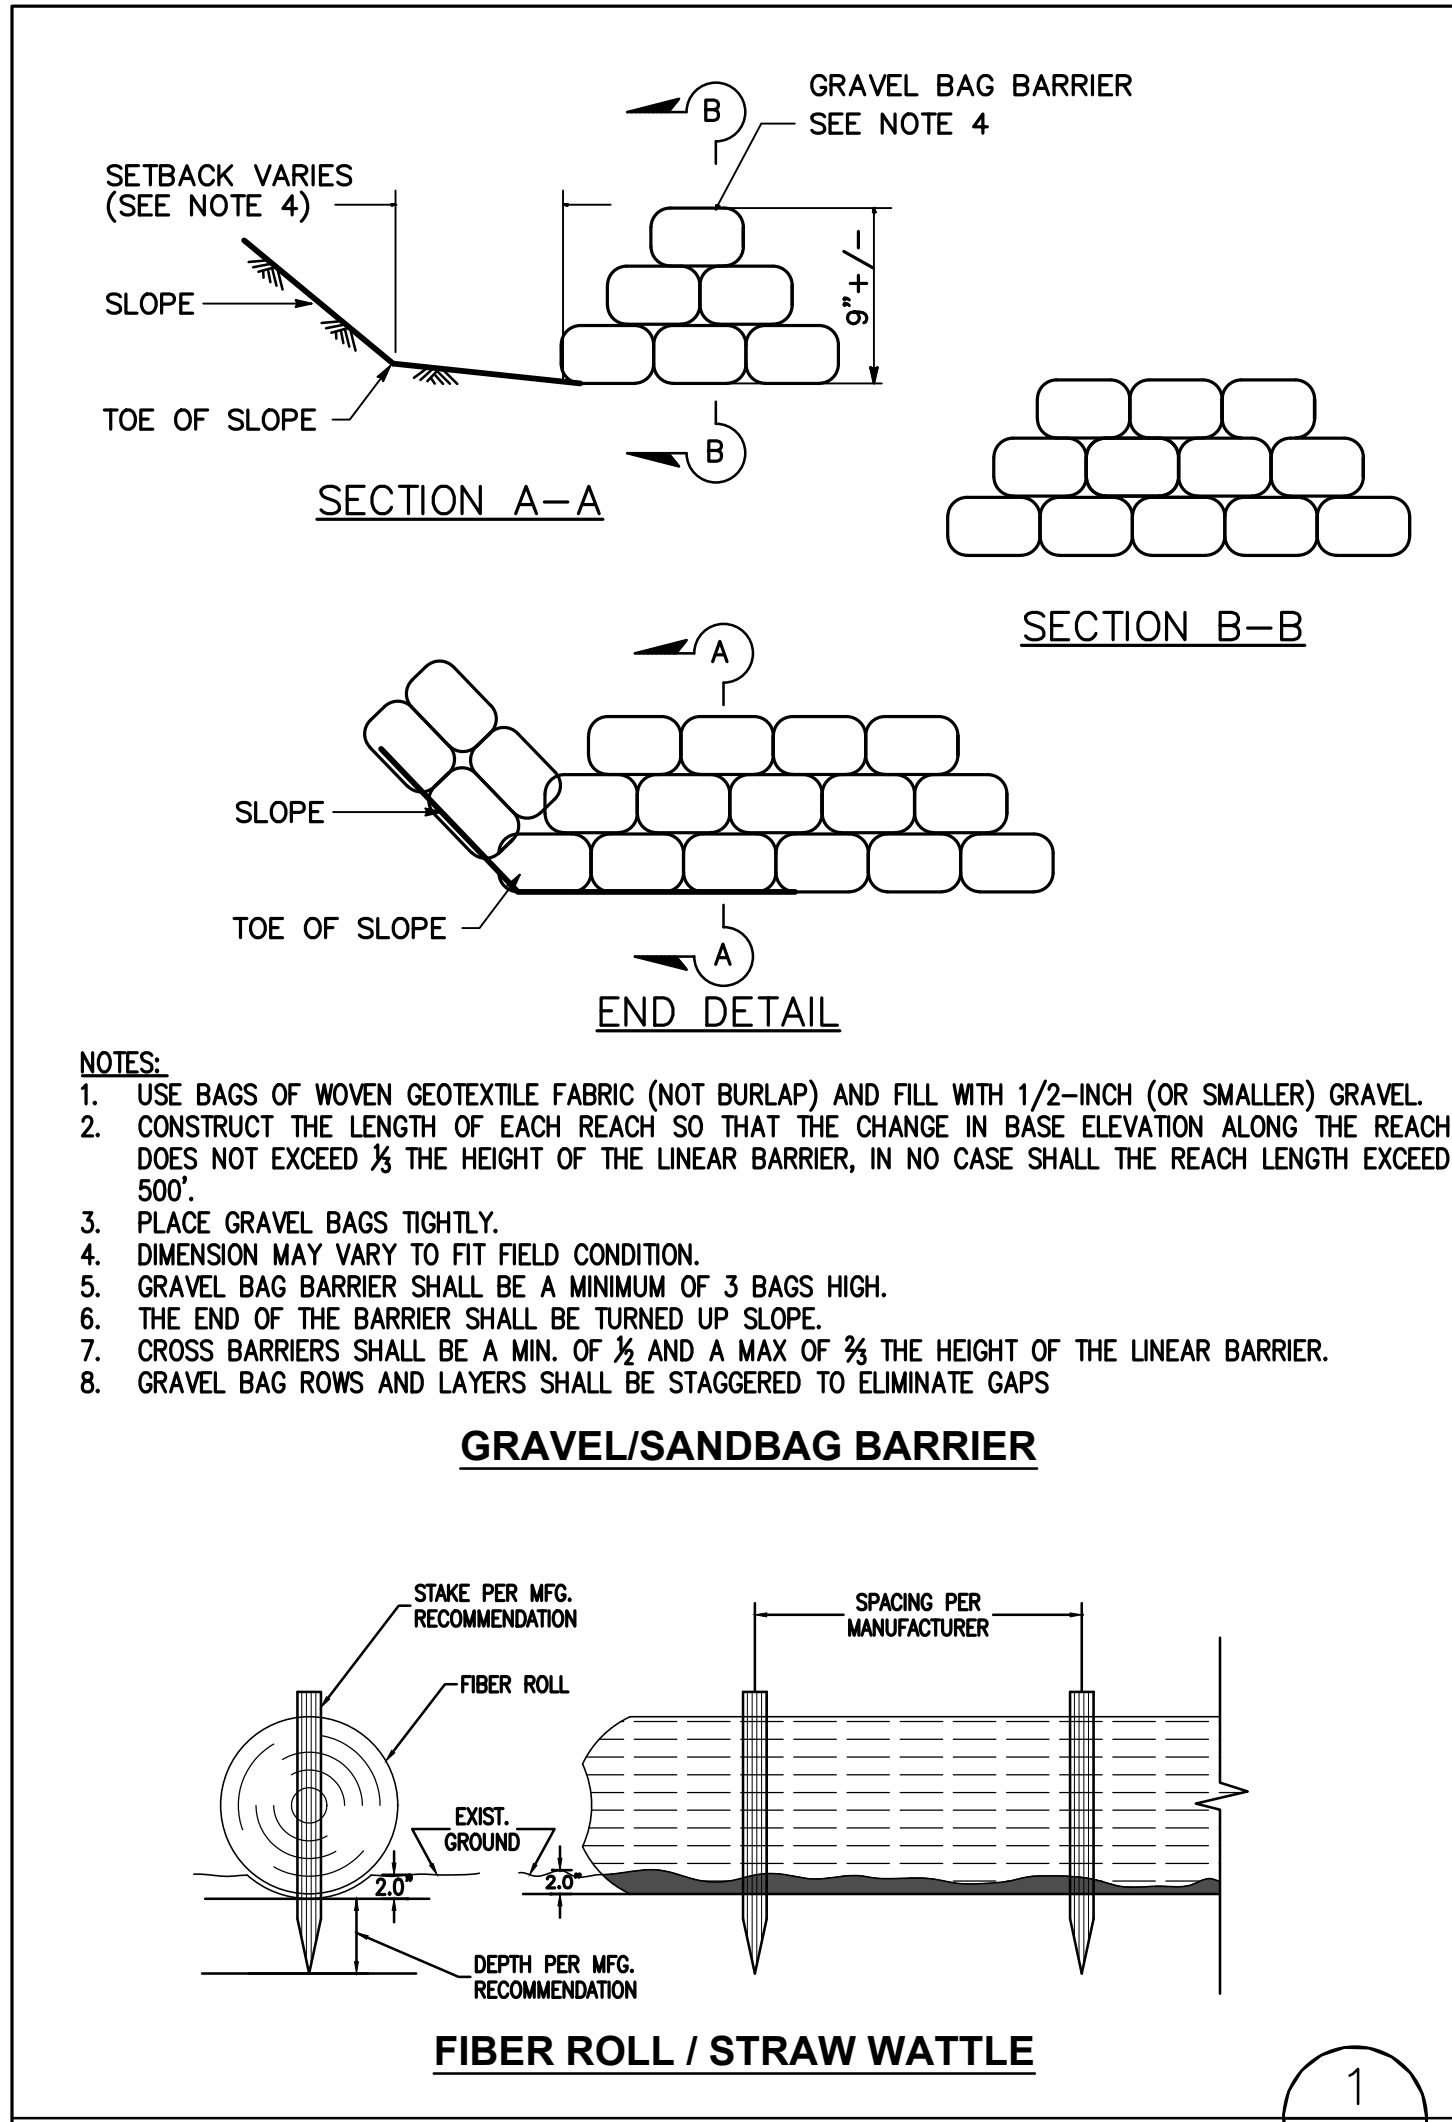 B
GRAVEL BAG BARRIER
SEE NOTE 4
SETBACK VARIES
(SEE NOTE 4)
SLOPE
9"+/-
TOE OF SLOPE
B
SECTION A-A
SECTION B-B
A
SLOPE
TOE OF SLOPE
A
END DETAIL
NOTES:
1. USE BAGS OF WOVEN GEOTEXTILE FABRIC (NOT BURLAP) AND FILL WITH 1/2-INCH (OR SMALLER) GRAVEL.
2. CONSTRUCT THE LENGTH OF EACH REACH SO THAT THE CHANGE IN BASE ELEVATION ALONG THE REACH
DOES NOT EXCEED ⅓ THE HEIGHT OF THE LINEAR BARRIER, IN NO CASE SHALL THE REACH LENGTH EXCEED
500'.
3. PLACE GRAVEL BAGS TIGHTLY.
4. DIMENSION MAY VARY TO FIT FIELD CONDITION.
5. GRAVEL BAG BARRIER SHALL BE A MINIMUM OF 3 BAGS HIGH.
6. THE END OF THE BARRIER SHALL BE TURNED UP SLOPE.
7. CROSS BARRIERS SHALL BE A MIN. OF ½ AND A MAX OF ⅔ THE HEIGHT OF THE LINEAR BARRIER.
8. GRAVEL BAG ROWS AND LAYERS SHALL BE STAGGERED TO ELIMINATE GAPS
GRAVEL/SANDBAG BARRIER
STAKE PER MFG.
RECOMMENDATION
SPACING PER
MANUFACTURER
FIBER ROLL
EXIST.
GROUND
2.0"
2.0"
DEPTH PER MFG.
RECOMMENDATION
FIBER ROLL / STRAW WATTLE
1